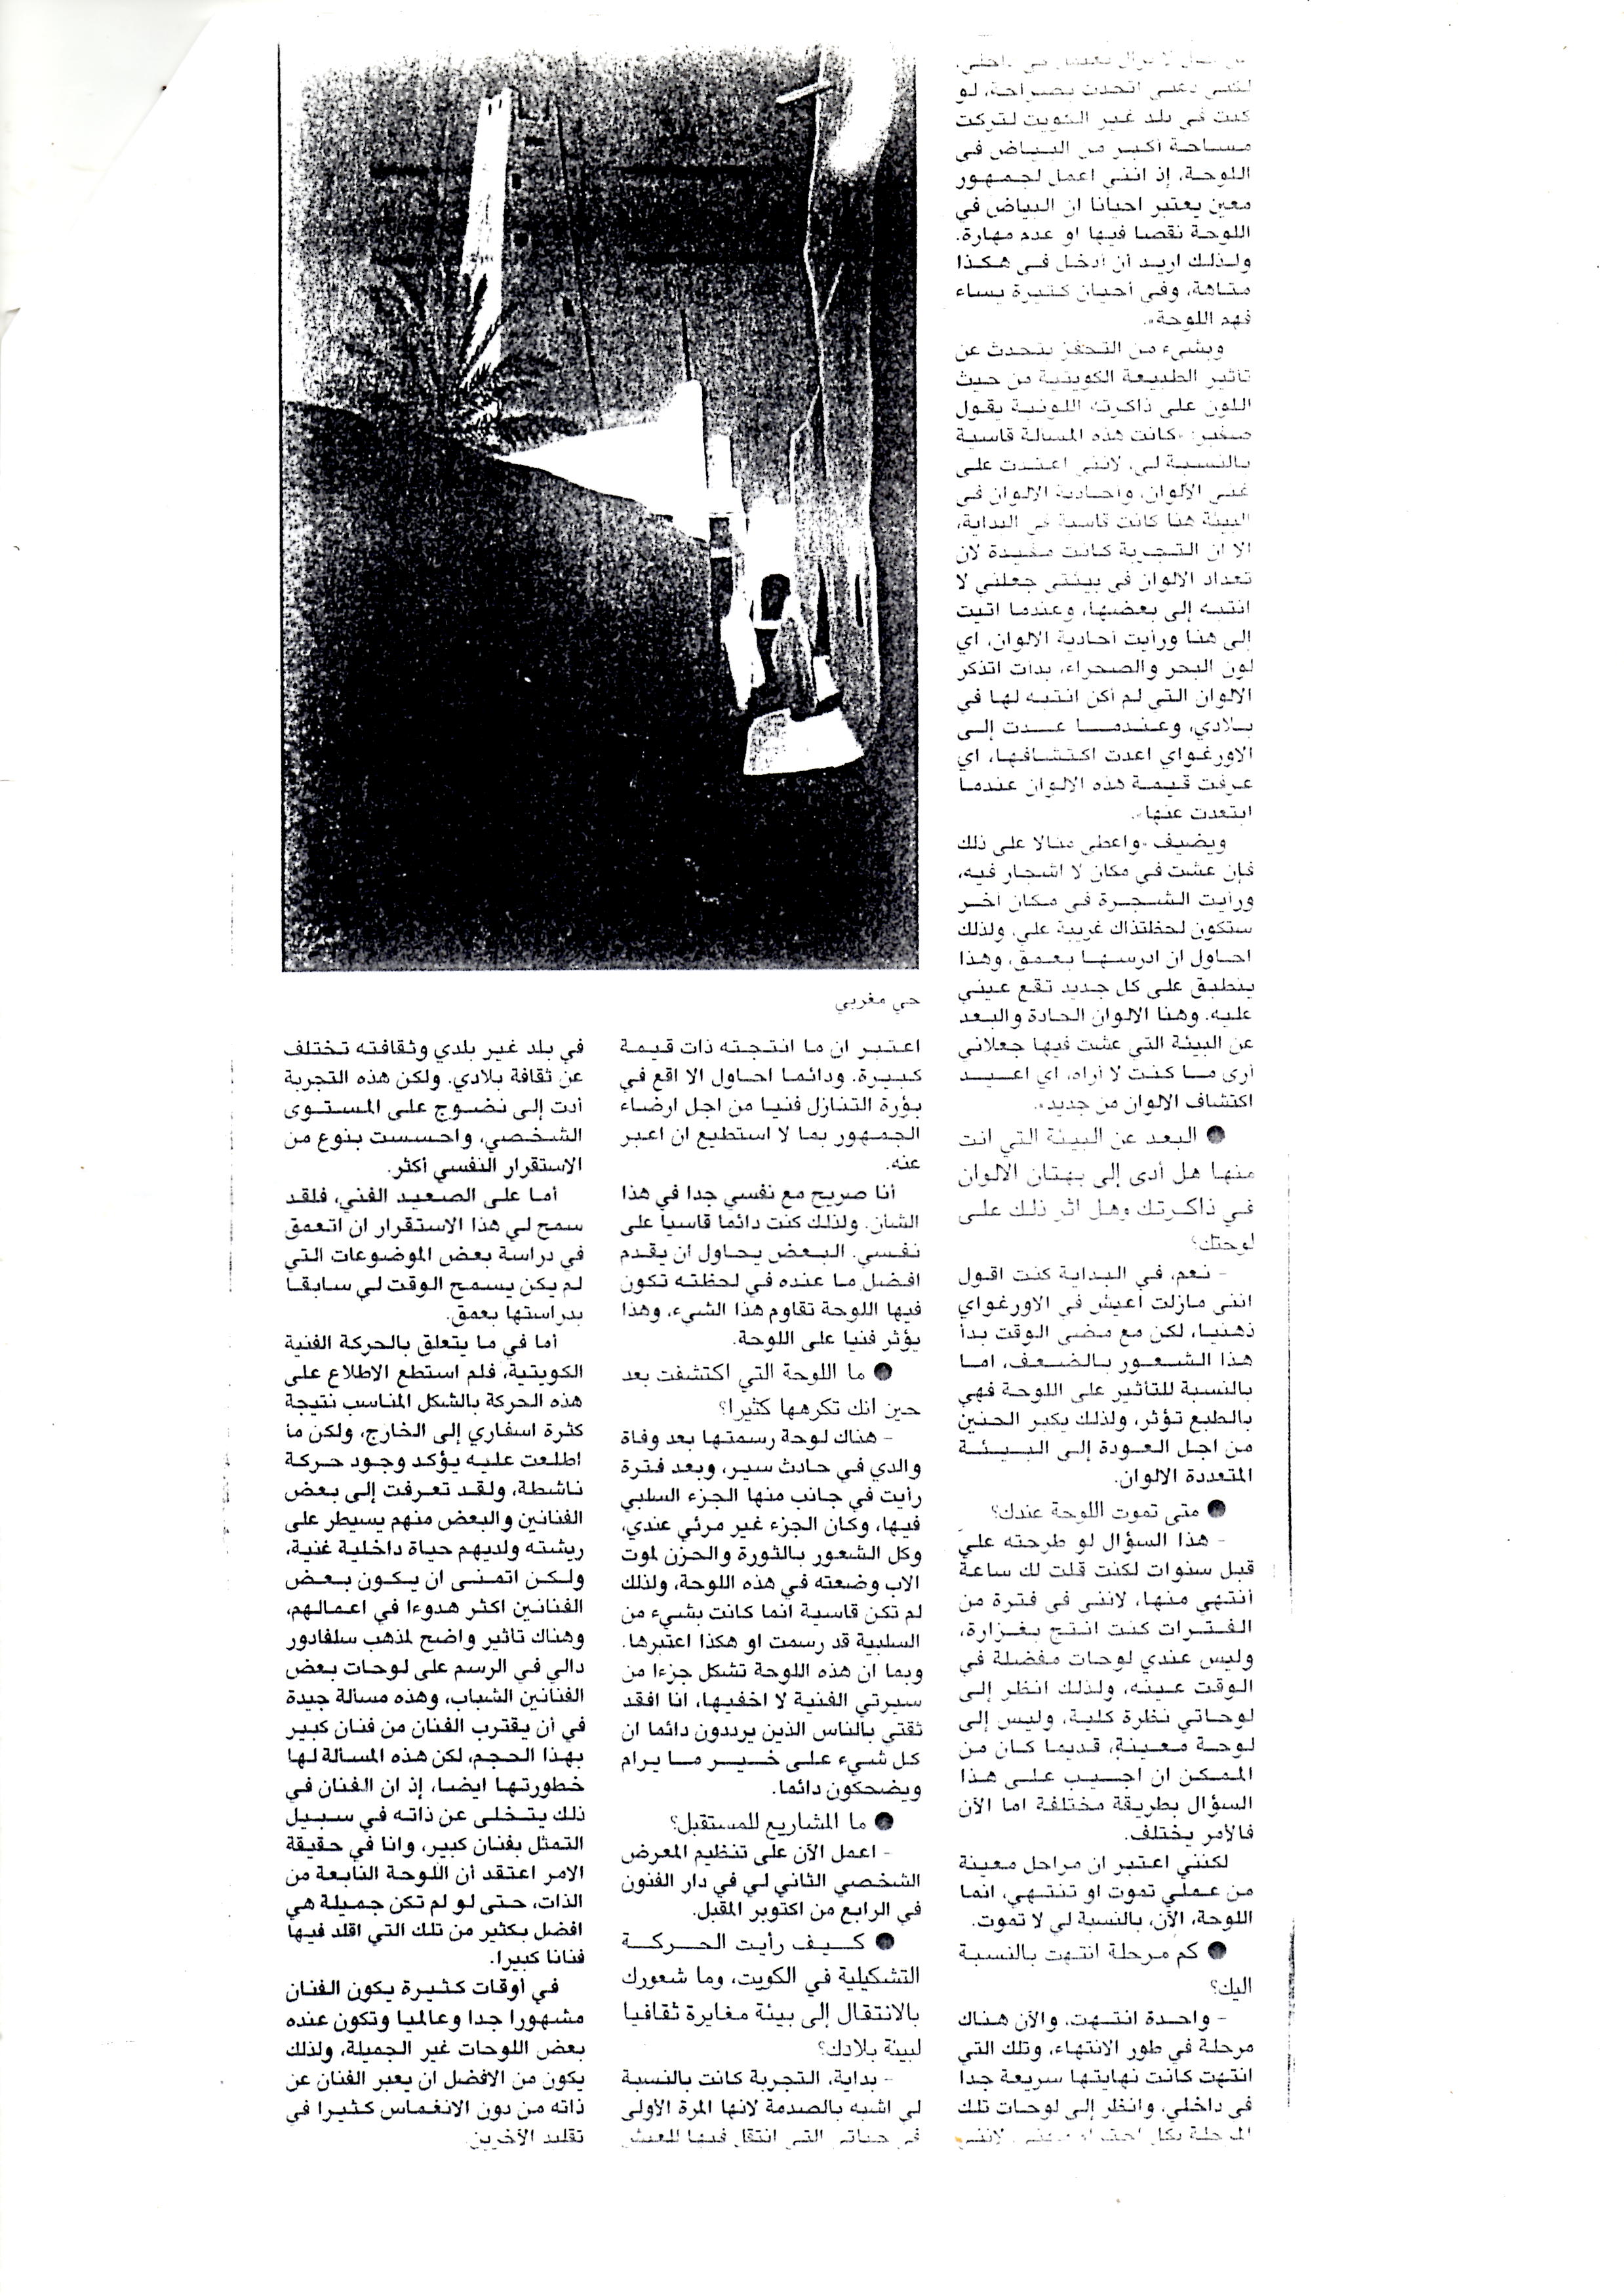 كنت في بلد غير الكويت لتركت
مساحة أكبر من البياض في
اللوحة، إذ انني اعمل لجمهور
معين يعتبر احيانا ان البياض في
اللوحة نقصا فيها او عدم مهارة.
ولذلك اريد أن أدخل في هكذا
متاهة، وفي أحيان كثيرة يساء
فهم اللوحة».
وبشيء من التحفز يتحدث عن
تأثير الطبيعة الكويتية من حيث
اللون على ذاكرته اللونية يقول
صغير: «كانت هذه المسألة قاسية
بالنسبة لي، لانني اعتدت على
غنى الألوان، واحادية الالوان في
البيئة هنا كانت قاسية في البداية،
الا ان التجربة كانت مفيدة لان
تعداد الالوان في بيئتي جعلني لا
انتبه إلى بعضها، وعندما اتيت
إلى هنا ورأيت أحادية الالوان، اي
لون البحر والصحراء، بدأت اتذكر
الالوان التي لم أكن انتبه لها في
بلادي، وعندما عدت إلى
الاورغواي اعدت اكتشافها، اي
عرفت قيمة هذه الالوان عندما
ابتعدت عنها».
ويضيف «واعطي مثالا على ذلك
فإن عشت في مكان لا اشجار فيه،
ورأيت الشجرة في مكان آخر
ستكون لحظتذاك غريبة علي، ولذلك
احاول ان ادرسها بعمق، وهذا
ينطبق على كل جديد تقع عيني
عليه. وهنا الالوان الحادة والبعد
عن البيئة التي عشت فيها جعلاني
أرى ما كنت لا أراه، اي اعيد
اكتشاف الالوان من جديد».
● البعد عن البيئة التي انت
منها هل أدى إلى بهتان الالوان
في ذاكرتك وهل اثر ذلك على
لوحتك؟
- نعم، في البداية كنت اقول
انني مازلت اعيش في الاورغواي
ذهنيا، لكن مع مضي الوقت بدأ
هذا الشعور بالضعف، اما
بالنسبة للتأثير على اللوحة فهي
بالطبع تؤثر، ولذلك يكبر الحنين
من اجل العودة إلى البيئة
المتعددة الالوان.
● متى تموت اللوحة عندك؟
- هذا السؤال لو طرحته علي
قبل سنوات لكنت قلت لك ساعة
أنتهي منها، لانني في فترة من
الفترات كنت انتج بغزارة،
وليس عندي لوحات مفضلة في
الوقت عينه، ولذلك انظر إلى
لوحاتي نظرة كلية، وليس إلى
لوحة معينة، قديما كان من
الممكن ان اجيب على هذا
السؤال بطريقة مختلفة اما الآن
فالأمر يختلف.
لكنني اعتبر ان مراحل معينة
من عملي تموت او تنتهي، انما
اللوحة، الآن، بالنسبة لي لا تموت.
● كم مرحلة انتهت بالنسبة
اليك؟
- واحدة انتهت، والآن هناك
مرحلة في طور الانتهاء، وتلك التي
انتهت كانت نهايتها سريعة جدا
في داخلي، وانظر إلى لوحات تلك
المرحلة بكل لانني
حي مغربي
اعتبر ان ما انتجته ذات قيمة
كبيرة. ودائما احاول الا اقع في
بؤرة التنازل فنيا من اجل ارضاء
الجمهور بما لا استطيع ان اعبر
عنه.
أنا صريح مع نفسي جدا في هذا
الشأن. ولذلك كنت دائما قاسيا على
نفسي. البعض يحاول ان يقدم
افضل ما عنده في لحظته تكون
فيها اللوحة تقاوم هذا الشيء، وهذا
يؤثر فنيا على اللوحة.
● ما اللوحة التي اكتشفت بعد
حين انك تكرهها كثيرا؟
- هناك لوحة رسمتها بعد وفاة
والدي في حادث سير، وبعد فترة
رأيت في جانب منها الجزء السلبي
فيها، وكان الجزء غير مرئي عندي،
وكل الشعور بالثورة والحزن لموت
الاب وضعته في هذه اللوحة، ولذلك
لم تكن قاسية انما كانت بشيء من
السلبية قد رسمت او هكذا اعتبرها.
وبما ان هذه اللوحة تشكل جزءا من
سيرتي الفنية لا اخفيها، انا افقد
ثقتي بالناس الذين يرددون دائما ان
كل شيء على خير ما يرام
ويضحكون دائما.
● ما المشاريع للمستقبل؟
- اعمل الآن على تنظيم المعرض
الشخصي الثاني لي في دار الفنون
في الرابع من اكتوبر المقبل.
● كيف رأيت الحركة
التشكيلية في الكويت، وما شعورك
بالانتقال إلى بيئة مغايرة ثقافيا
لبيئة بلادك؟
- بداية، التجربة كانت بالنسبة
لي اشبه بالصدمة لانها المرة الأولى
في حياتي التي انتقل فيها للعيش
في بلد غير بلدي وثقافته تختلف
عن ثقافة بلادي. ولكن هذه التجربة
أدت إلى نضوج على المستوى
الشخصي، واحسست بنوع من
الاستقرار النفسي أكثر.
أما على الصعيد الفني، فلقد
سمح لي هذا الاستقرار ان اتعمق
في دراسة بعض الموضوعات التي
لم يكن يسمح الوقت لي سابقا
بدراستها بعمق.
أما في ما يتعلق بالحركة الفنية
الكويتية، فلم استطع الاطلاع على
هذه الحركة بالشكل المناسب نتيجة
كثرة اسفاري إلى الخارج، ولكن ما
اطلعت عليه يؤكد وجود حركة
ناشطة، ولقد تعرفت إلى بعض
الفنانين والبعض منهم يسيطر على
ريشته ولديهم حياة داخلية غنية،
ولكن اتمنى ان يكون بعض
الفنانين اكثر هدوءا في اعمالهم،
وهناك تاثير واضح لمذهب سلفادور
دالي في الرسم على لوحات بعض
الفنانين الشباب، وهذه مسالة جيدة
في أن يقترب الفنان من فنان كبير
بهذا الحجم، لكن هذه المسالة لها
خطورتها ايضا، إذ ان الفنان في
ذلك يتخلى عن ذاته في سبيل
التمثل بفنان كبير، وانا في حقيقة
الامر اعتقد أن اللوحة النابعة من
الذات، حتى لو لم تكن جميلة هي
افضل بكثير من تلك التي اقلد فيها
فنانا كبيرا.
في أوقات كثيرة يكون الفنان
مشهورا جدا وعالميا وتكون عنده
بعض اللوحات غير الجميلة، ولذلك
يكون من الافضل ان يعبر الفنان عن
ذاته من دون الانغماس كثيرا في
تقليد الآخرين